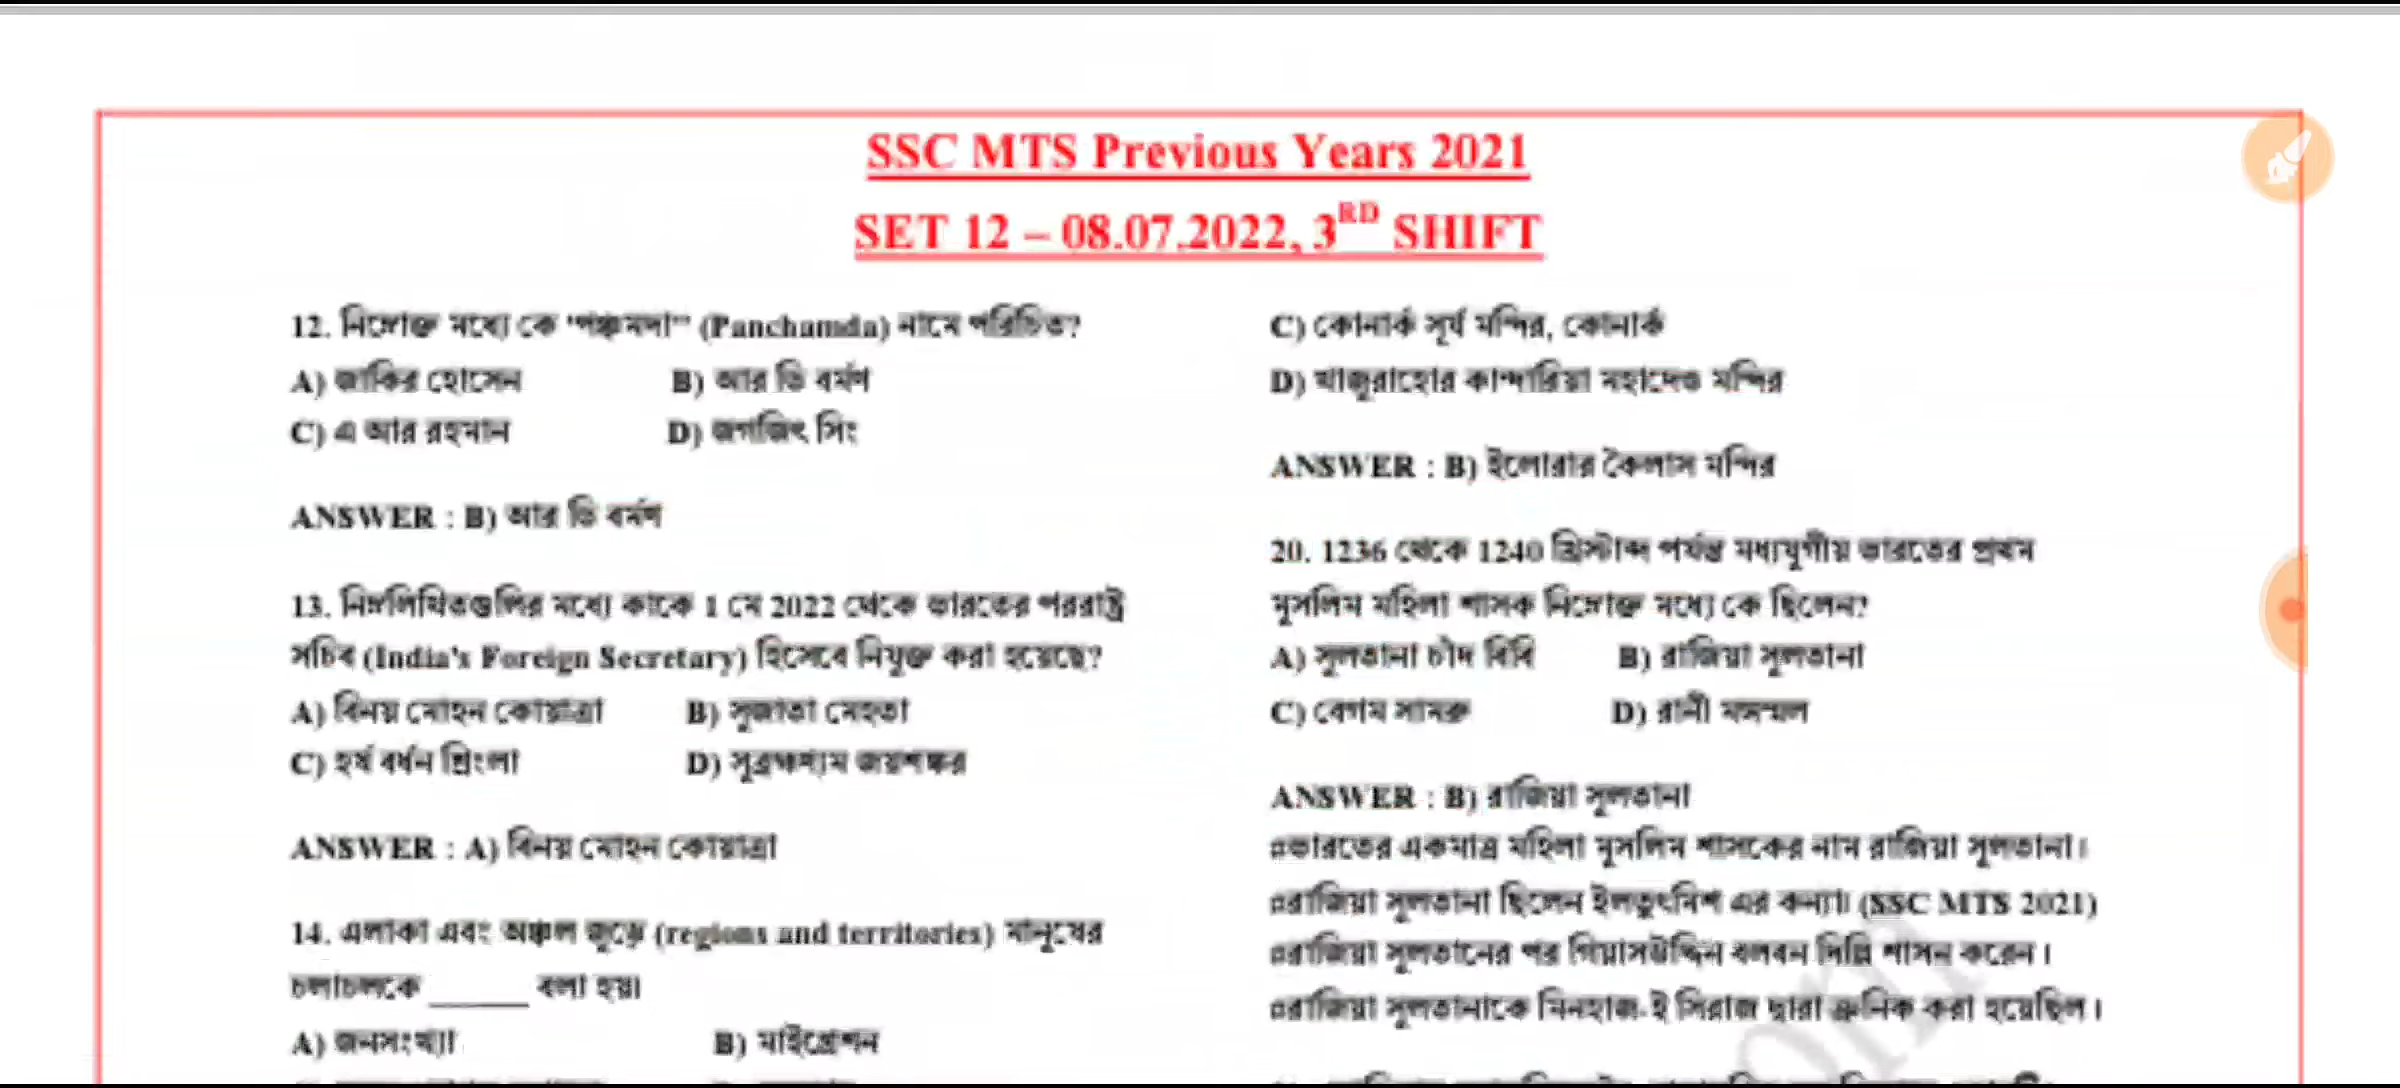 SSC MTS Previous Years 2021
SET 12 – 08.07.2022, 3RD SHIFT
12. নিম্নোক্ত মধ্যে কে "পঞ্চমদা" (Panchamda) নামে পরিচিত?
A) জাকির হোসেন B) আর ডি বর্মণ
C) এ আর রহমান D) জগজিৎ সিং
ANSWER : B) আর ডি বর্মণ
13. নিম্নলিখিতগুলির মধ্যে কাকে 1 মে 2022 থেকে ভারতের পররাষ্ট্র
সচিব (India's Foreign Secretary) হিসেবে নিযুক্ত করা হয়েছে?
A) বিনয় মোহন কোয়াত্রা B) সুজাতা মেহতা
C) হর্ষ বর্ধন শ্রিংলা D) সুব্রহ্মণ্যম জয়শঙ্কর
ANSWER : A) বিনয় মোহন কোয়াত্রা
14. এলাকা এবং অঞ্চল জুড়ে (regions and territories) মানুষের
চলাচলকে ______ বলা হয়।
A) জনসংখ্যা B) মাইগ্রেশন
C) কোনার্ক সূর্য মন্দির, কোনার্ক
D) খাজুরাহোর কান্দারিয়া মহাদেও মন্দির
ANSWER : B) ইলোরার কৈলাস মন্দির
20. 1236 থেকে 1240 খ্রিস্টাব্দ পর্যন্ত মধ্যযুগীয় ভারতের প্রথম
মুসলিম মহিলা শাসক নিম্নোক্ত মধ্যে কে ছিলেন?
A) সুলতানা চাঁদ বিবি B) রাজিয়া সুলতানা
C) বেগম সামরু D) রানী
ANSWER : B) রাজিয়া সুলতানা
¤ভারতের একমাত্র মহিলা মুসলিম শাসকের নাম রাজিয়া সুলতানা।
¤রাজিয়া সুলতানা ছিলেন ইলতুৎমিশ এর কন্যা। (SSC MTS 2021)
¤রাজিয়া সুলতানের পর গিয়াসউদ্দিন বলবন দিল্লি শাসন করেন।
¤রাজিয়া সুলতানাকে মিনহাজ-ই সিরাজ দ্বারা ক্রনিক করা হয়েছিল।